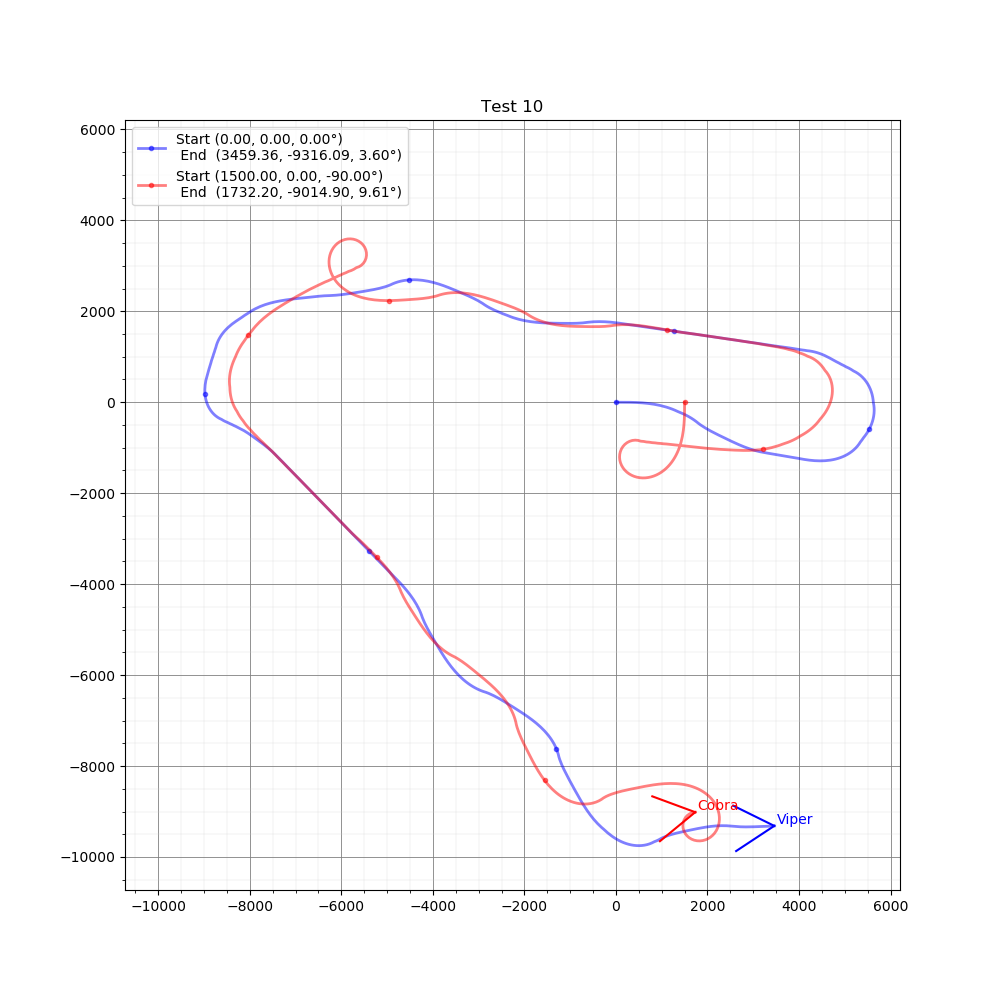 Test 10
Start (0.00, 0.00, 0.00°)
End (3459.36, -9316.09, 3.60°)
Start (1500.00, 0.00, -90.00°)
End (1732.20, -9014.90, 9.61°)
6000
4000
2000
0
−2000
−4000
−6000
−8000
−10000
Cobra
Viper
−10000 −8000 −6000 −4000 −2000 0 2000 4000 6000